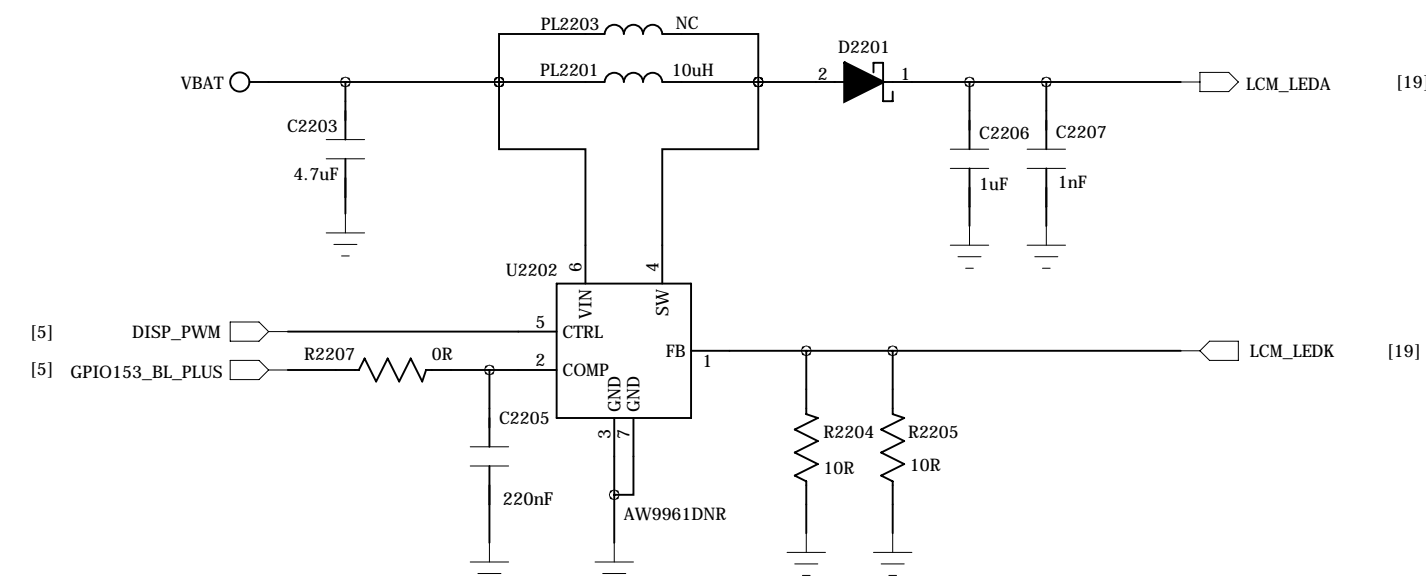 PL2203 NC
D2201
VBAT
PL2201 10uH
2 1
LCM_LEDA [19]
C2203
4.7uF
C2206 C2207
1uF 1nF
U2202
6 4
VIN SW
[5] DISP_PWM 5 CTRL
FB 1 LCM_LEDK [19]
R2207 0R
[5] GPIO153_BL_PLUS 2 COMP
GND GND
3 7
C2205
220nF
R2204 R2205
10R 10R
AW9961DNR